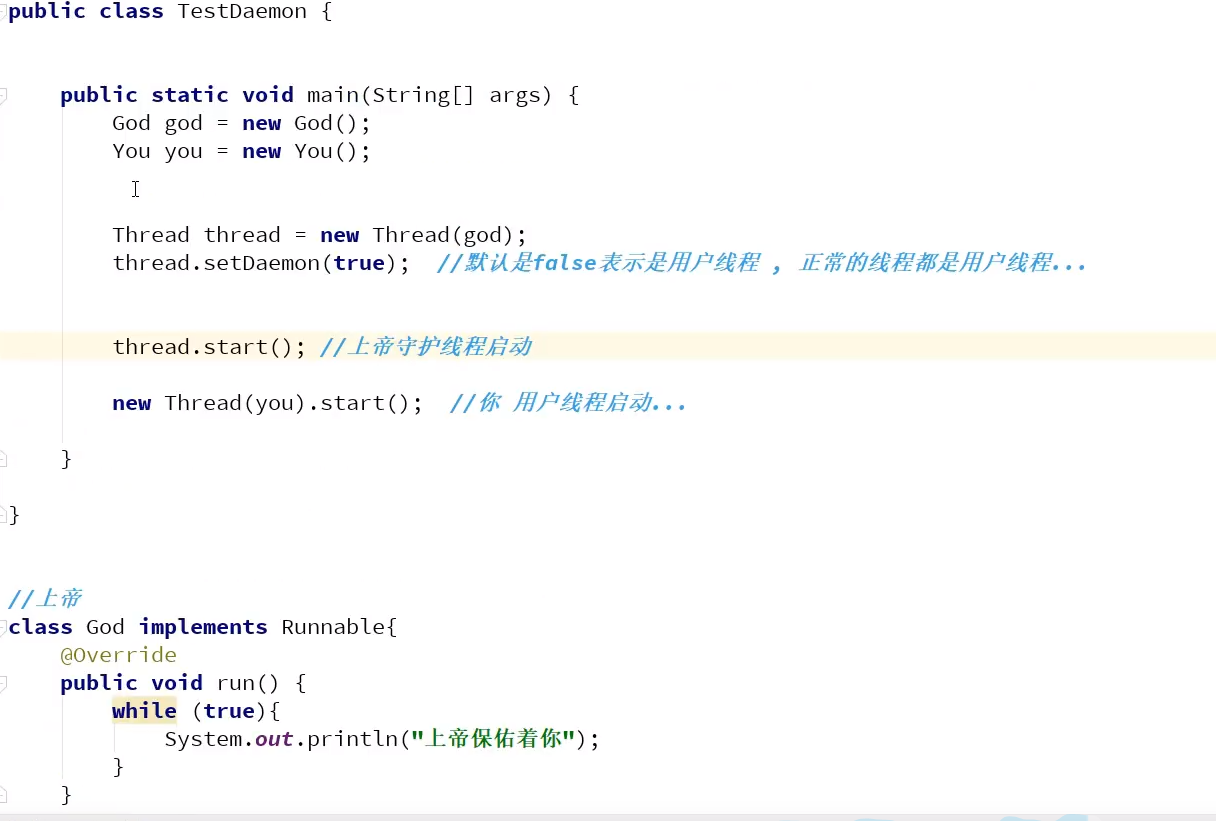 public class TestDaemon {
public static void main(String[] args) {
God god = new God();
You you = new You();
Thread thread = new Thread(god);
thread.setDaemon(true); //默认是false表示是用户线程 , 正常的线程都是用户线程...
thread.start(); //上帝守护线程启动
new Thread(you).start(); //你 用户线程启动...
}
}
//上帝
class God implements Runnable{
@Override
public void run() {
while (true){
System.out.println("上帝保佑着你");
}
}